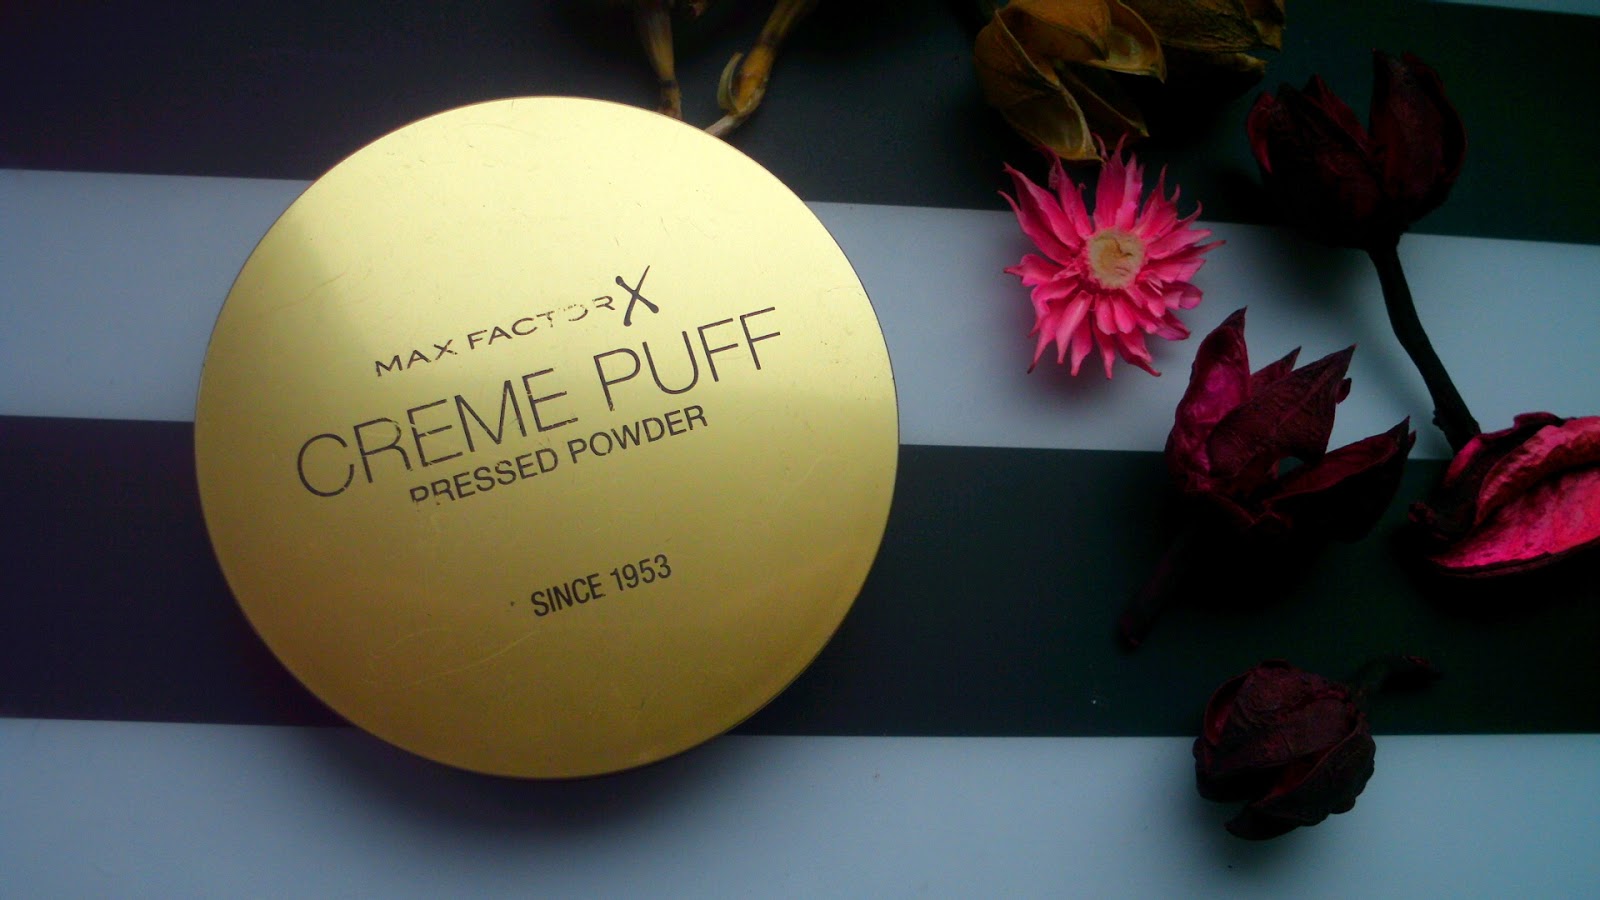 MAX FACTOR X
CREME PUFF
PRESSED POWDER
SINCE 1953